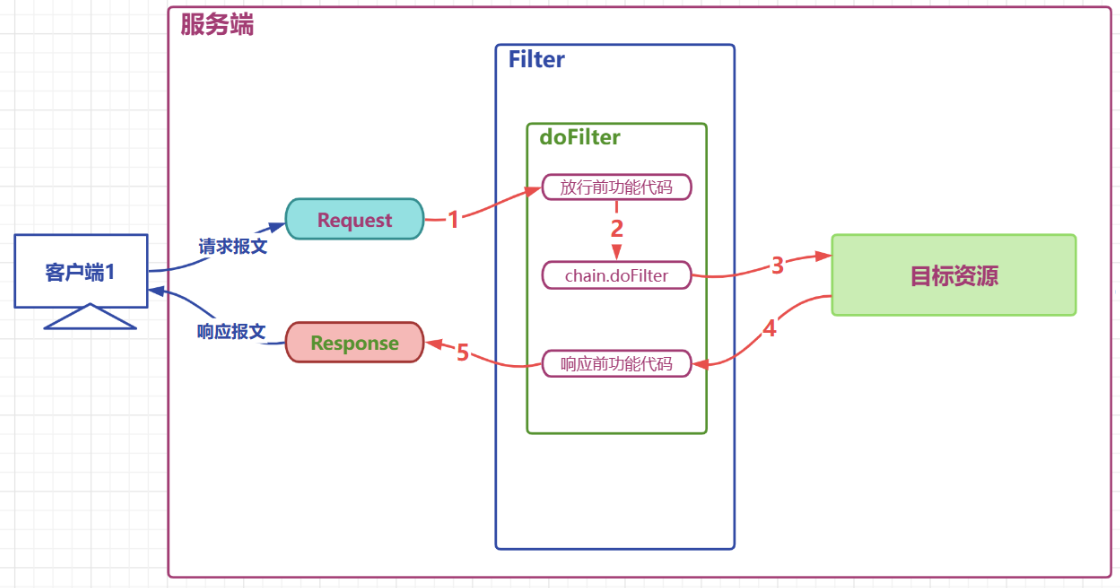 服务端
Filter
doFilter
放行前功能代码
Request
1
2
请求报文
客户端1
chain.doFilter
3
目标资源
响应报文
Response
4
5
响应前功能代码